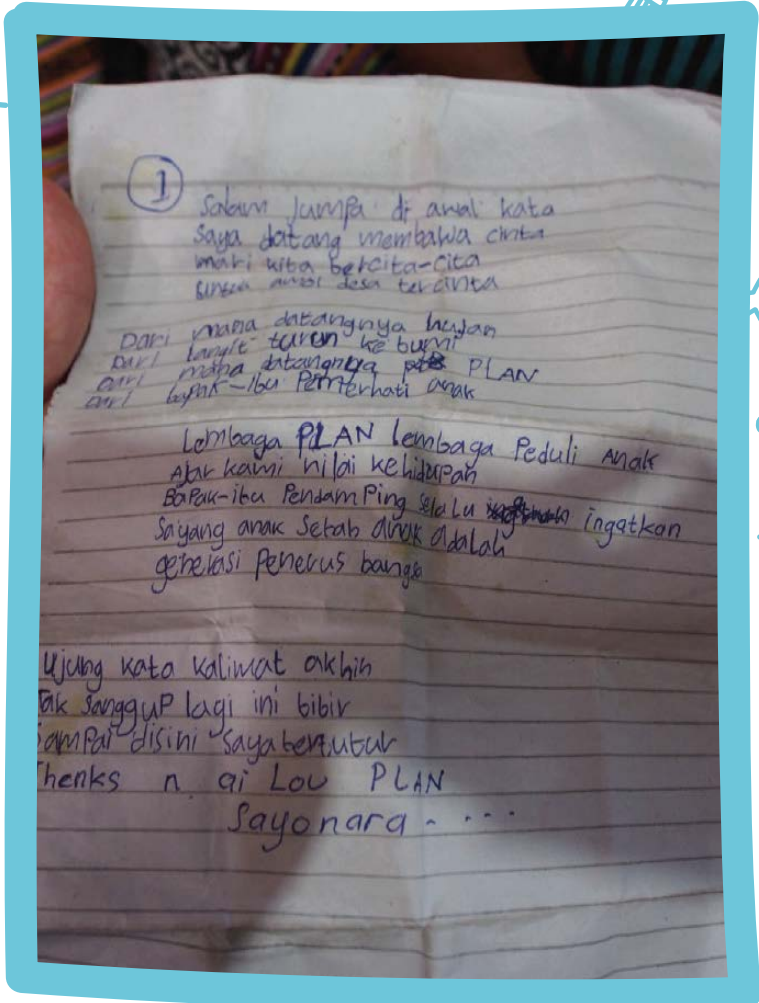 1
Salam Jumpa di awal kata
Saya datang membawa cinta
mari kita bercita-cita
desa tercinta
Dari mana datangnya hujan
Dari langit turun ke bumi
Dari mana datangnya PLAN
Dari bapak-ibu Pemerhati anak
Lembaga PLAN lembaga Peduli Anak
Ajar kami nilai kehidupan
Bapak-ibu Pendamping selalu ingatkan
Sayang anak Sebab anak adalah
generasi Penerus bangsa
Ujung kata kalimat akhir
Tak sanggup lagi ini bibir
Sampai disini Saya bertutur
Thenks n ai Lou PLAN
Sayonara - ...